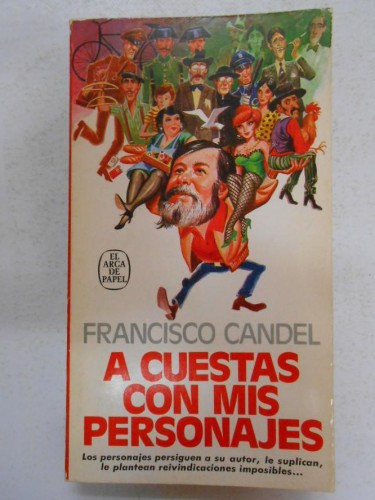 EL
ARCA
DE
PAPEL
FRANCISCO CANDEL
A CUESTAS
CON MIS
PERSONAJES
Los personajes persiguen a su autor, le suplican,
le plantean reivindicaciones imposibles...